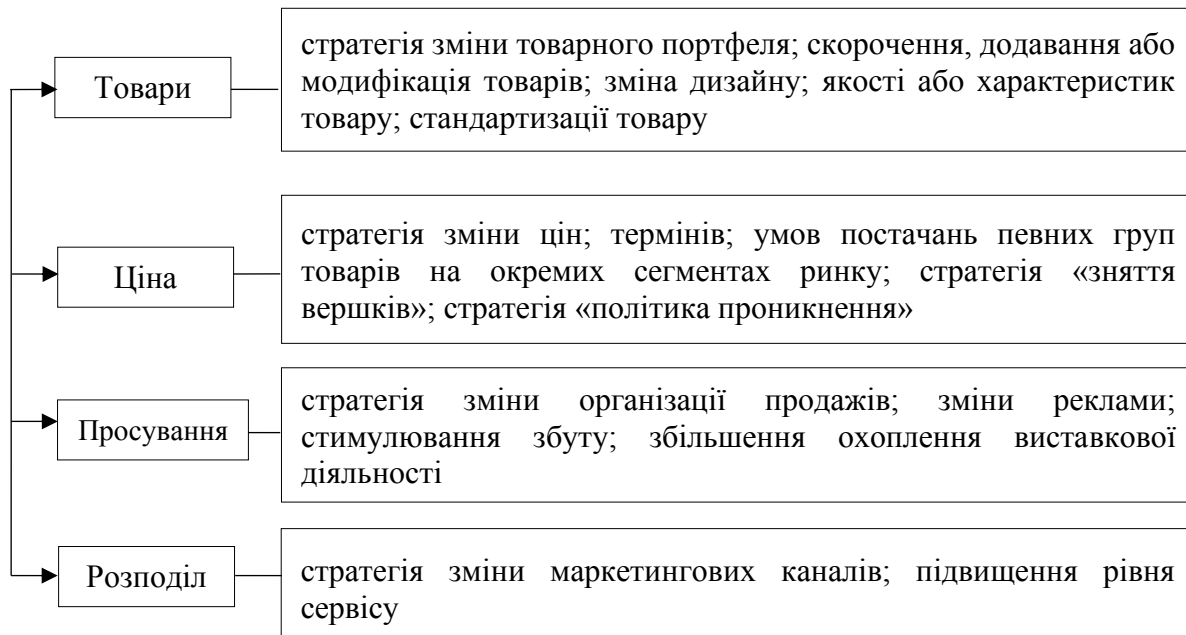 Товари
стратегія зміни товарного портфеля; скорочення, додавання або
модифікація товарів; зміна дизайну; якості або характеристик
товару; стандартизації товару
Ціна
стратегія зміни цін; термінів; умов постачань певних груп
товарів на окремих сегментах ринку; стратегія «зняття
вершків»; стратегія «політика проникнення»
Просування
стратегія зміни організації продажів; зміни реклами;
стимулювання збуту; збільшення охоплення виставкової
діяльності
Розподіл
стратегія зміни маркетингових каналів; підвищення рівня
сервісу